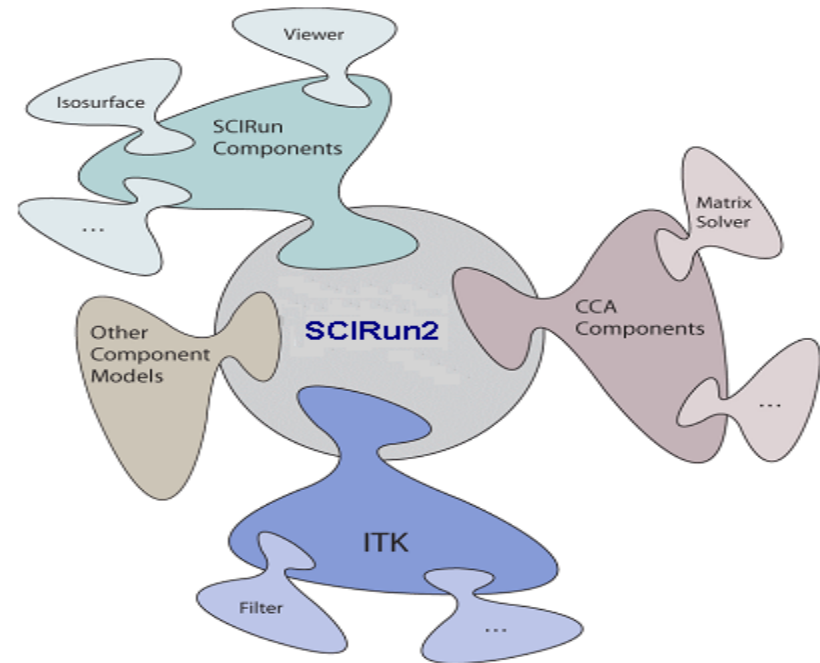 Viewer
Isosurface
SCIRun
Components
...
Matrix
Solver
CCA
Components
...
SCIRun2
Other
Component
Models
ITK
Filter
...